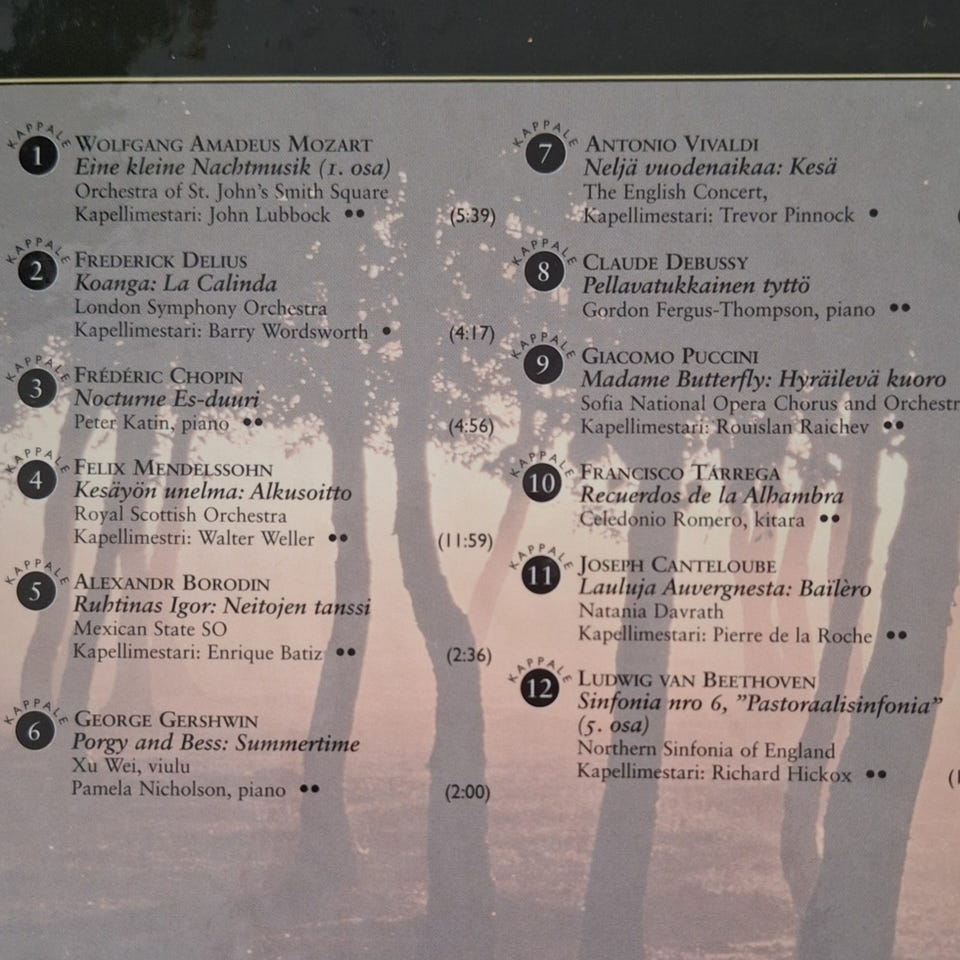 KAPPALE
1
WOLFGANG AMADEUS MOZART
Eine kleine Nachtmusik (1. osa)
Orchestra of St. John's Smith Square
Kapellimestari: John Lubbock •• (5:39)
KAPPALE
2
FREDERICK DELIUS
Koanga: La Calinda
London Symphony Orchestra
Kapellimestari: Barry Wordsworth • (4:17)
KAPPALE
3
FRÉDÉRIC CHOPIN
Nocturne Es-duuri
Peter Katin, piano •• (4:56)
KAPPALE
4
FELIX MENDELSSOHN
Kesäyön unelma: Alkusoitto
Royal Scottish Orchestra
Kapellimestri: Walter Weller •• (11:59)
KAPPALE
5
ALEXANDR BORODIN
Ruhtinas Igor: Neitojen tanssi
Mexican State SO
Kapellimestari: Enrique Batiz •• (2:36)
KAPPALE
6
GEORGE GERSHWIN
Porgy and Bess: Summertime
Xu Wei, viulu
Pamela Nicholson, piano •• (2:00)
KAPPALE
7
ANTONIO VIVALDI
Neljä vuodenaikaa: Kesä
The English Concert,
Kapellimestari: Trevor Pinnock •
KAPPALE
8
CLAUDE DEBUSSY
Pellavatukkainen tyttö
Gordon Fergus-Thompson, piano ••
KAPPALE
9
GIACOMO PUCCINI
Madame Butterfly: Hyräilevä kuoro
Sofia National Opera Chorus and Orchestr
Kapellimestari: Rouislan Raichev ••
KAPPALE
10
FRANCISCO TÁRREGA
Recuerdos de la Alhambra
Celedonio Romero, kitara ••
KAPPALE
11
JOSEPH CANTELOUBE
Lauluja Auvergnesta: Baïlèro
Natania Davrath
Kapellimestari: Pierre de la Roche ••
KAPPALE
12
LUDWIG VAN BEETHOVEN
Sinfonia nro 6, ”Pastoraalisinfonia”
(5. osa)
Northern Sinfonia of England
Kapellimestari: Richard Hickox ••